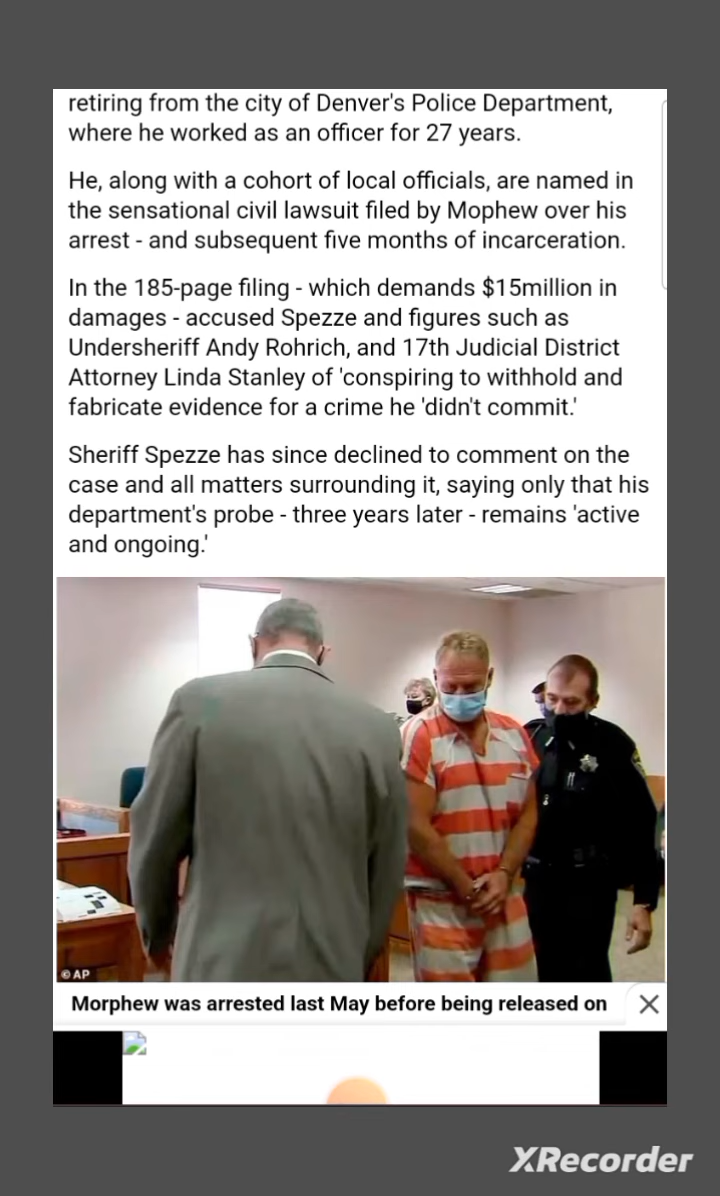 retiring from the city of Denver's Police Department,
where he worked as an officer for 27 years.
He, along with a cohort of local officials, are named in
the sensational civil lawsuit filed by Mophew over his
arrest - and subsequent five months of incarceration.
In the 185-page filing - which demands $15million in
damages - accused Spezze and figures such as
Undersheriff Andy Rohrich, and 17th Judicial District
Attorney Linda Stanley of 'conspiring to withhold and
fabricate evidence for a crime he 'didn't commit.'
Sheriff Spezze has since declined to comment on the
case and all matters surrounding it, saying only that his
department's probe - three years later - remains 'active
and ongoing.'
© AP
Morphew was arrested last May before being released on
XRecorder